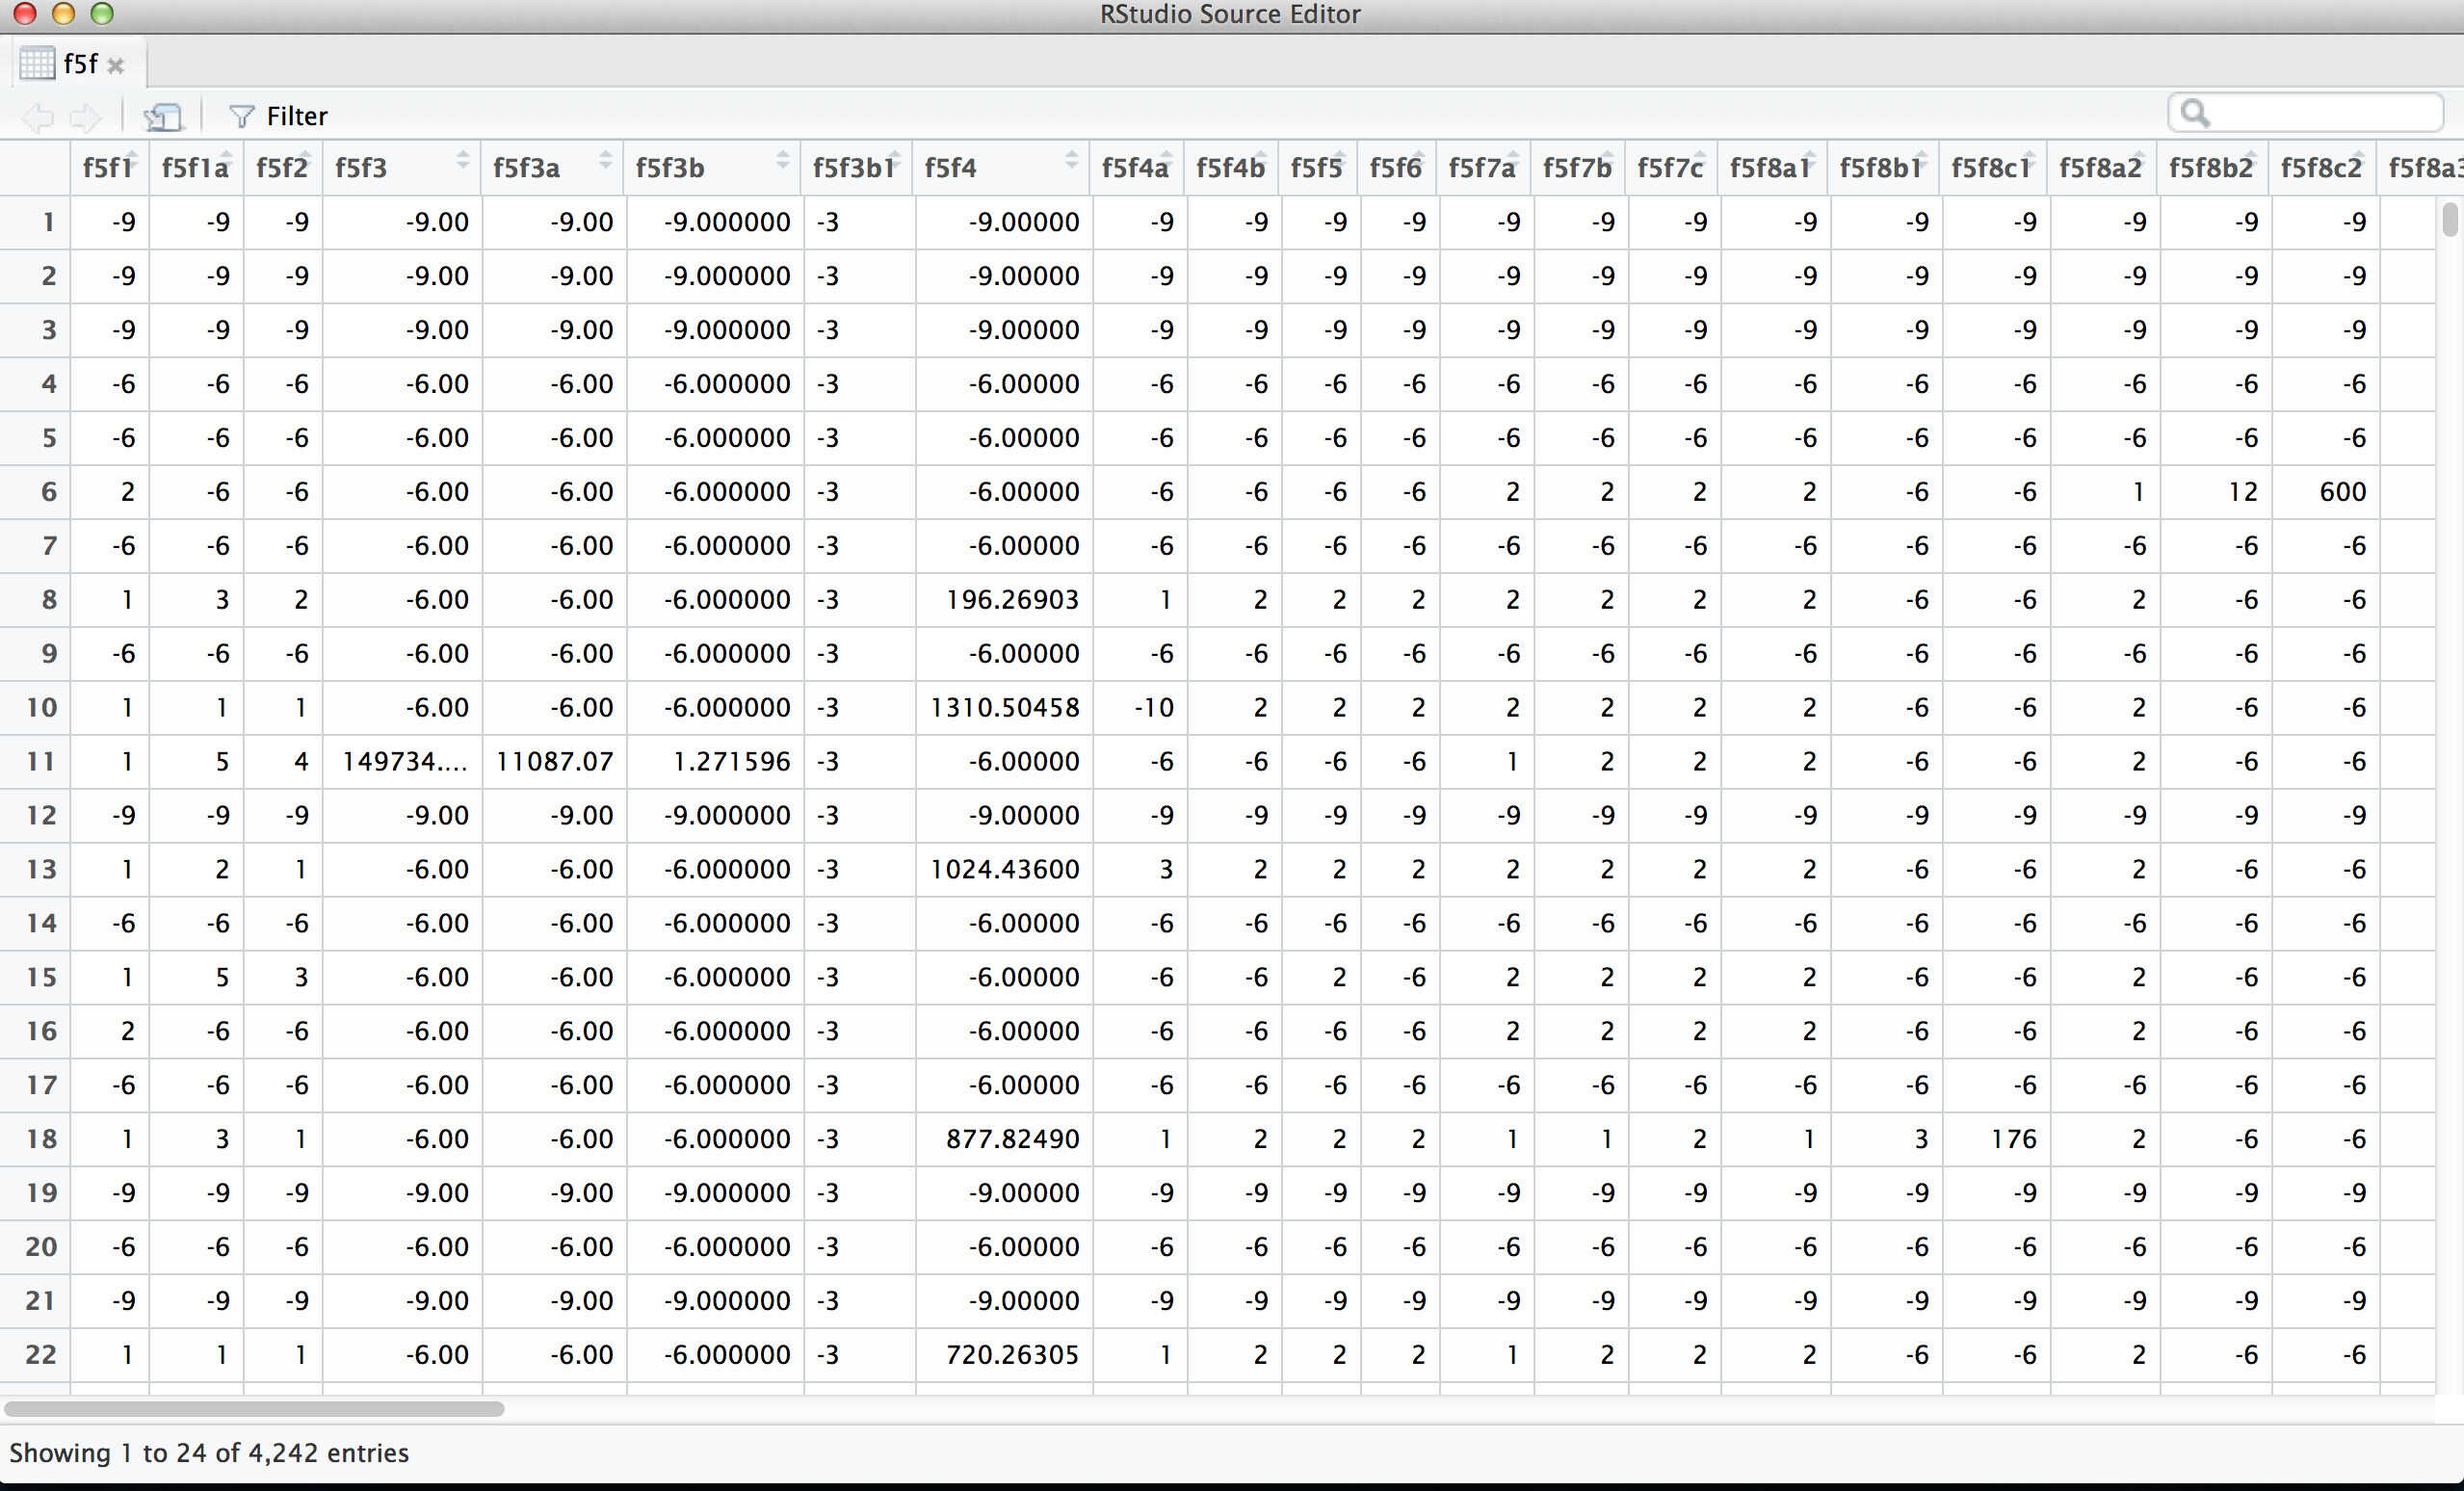 RStudio Source Editor
f5f
Filter
f5f1 f5f1a f5f2 f5f3 f5f3a f5f3b f5f3b1 f5f4 f5f4a f5f4b f5f5 f5f6 f5f7a f5f7b f5f7c f5f8a1 f5f8b1 f5f8c1 f5f8a2 f5f8b2 f5f8c2 f5f8a3
1 -9 -9 -9 -9.00 -9.00 -9.000000 -3 -9.00000 -9 -9 -9 -9 -9 -9 -9 -9 -9 -9 -9 -9 -9
2 -9 -9 -9 -9.00 -9.00 -9.000000 -3 -9.00000 -9 -9 -9 -9 -9 -9 -9 -9 -9 -9 -9 -9 -9
3 -9 -9 -9 -9.00 -9.00 -9.000000 -3 -9.00000 -9 -9 -9 -9 -9 -9 -9 -9 -9 -9 -9 -9 -9
4 -6 -6 -6 -6.00 -6.00 -6.000000 -3 -6.00000 -6 -6 -6 -6 -6 -6 -6 -6 -6 -6 -6 -6 -6
5 -6 -6 -6 -6.00 -6.00 -6.000000 -3 -6.00000 -6 -6 -6 -6 -6 -6 -6 -6 -6 -6 -6 -6 -6
6 2 -6 -6 -6.00 -6.00 -6.000000 -3 -6.00000 -6 -6 -6 -6 2 2 2 2 -6 -6 1 12 600
7 -6 -6 -6 -6.00 -6.00 -6.000000 -3 -6.00000 -6 -6 -6 -6 -6 -6 -6 -6 -6 -6 -6 -6 -6
8 1 3 2 -6.00 -6.00 -6.000000 -3 196.26903 1 2 2 2 2 2 2 2 -6 -6 2 -6 -6
9 -6 -6 -6 -6.00 -6.00 -6.000000 -3 -6.00000 -6 -6 -6 -6 -6 -6 -6 -6 -6 -6 -6 -6 -6
10 1 1 1 -6.00 -6.00 -6.000000 -3 1310.50458 -10 2 2 2 2 2 2 2 -6 -6 2 -6 -6
11 1 5 4 149734.... 11087.07 1.271596 -3 -6.00000 -6 -6 -6 -6 1 2 2 2 -6 -6 2 -6 -6
12 -9 -9 -9 -9.00 -9.00 -9.000000 -3 -9.00000 -9 -9 -9 -9 -9 -9 -9 -9 -9 -9 -9 -9 -9
13 1 2 1 -6.00 -6.00 -6.000000 -3 1024.43600 3 2 2 2 2 2 2 2 -6 -6 2 -6 -6
14 -6 -6 -6 -6.00 -6.00 -6.000000 -3 -6.00000 -6 -6 -6 -6 -6 -6 -6 -6 -6 -6 -6 -6 -6
15 1 5 3 -6.00 -6.00 -6.000000 -3 -6.00000 -6 -6 2 -6 2 2 2 2 -6 -6 2 -6 -6
16 2 -6 -6 -6.00 -6.00 -6.000000 -3 -6.00000 -6 -6 -6 -6 2 2 2 2 -6 -6 2 -6 -6
17 -6 -6 -6 -6.00 -6.00 -6.000000 -3 -6.00000 -6 -6 -6 -6 -6 -6 -6 -6 -6 -6 -6 -6 -6
18 1 3 1 -6.00 -6.00 -6.000000 -3 877.82490 1 2 2 2 1 1 2 1 3 176 2 -6 -6
19 -9 -9 -9 -9.00 -9.00 -9.000000 -3 -9.00000 -9 -9 -9 -9 -9 -9 -9 -9 -9 -9 -9 -9 -9
20 -6 -6 -6 -6.00 -6.00 -6.000000 -3 -6.00000 -6 -6 -6 -6 -6 -6 -6 -6 -6 -6 -6 -6 -6
21 -9 -9 -9 -9.00 -9.00 -9.000000 -3 -9.00000 -9 -9 -9 -9 -9 -9 -9 -9 -9 -9 -9 -9 -9
22 1 1 1 -6.00 -6.00 -6.000000 -3 720.26305 1 2 2 2 1 2 2 2 -6 -6 2 -6 -6
Showing 1 to 24 of 4,242 entries